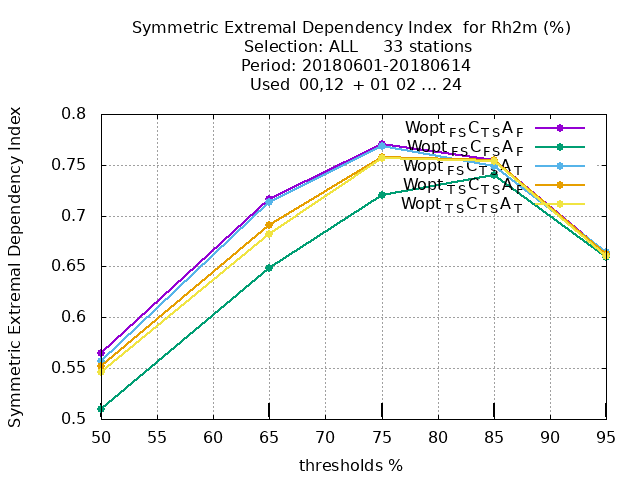 Symmetric Extremal Dependency Index for Rh2m (%)
Selection: ALL 33 stations
Period: 20180601-20180614
Used 00,12 + 01 02 ... 24
Symmetric Extremal Dependency Index
0.8
0.75
0.7
0.65
0.6
0.55
0.5
Wopt FS C TS A F
Wopt FS C FS A F
Wopt FS C TS A T
Wopt TS C TS A F
Wopt TS C TS A T
50 55 60 65 70 75 80 85 90 95
thresholds %